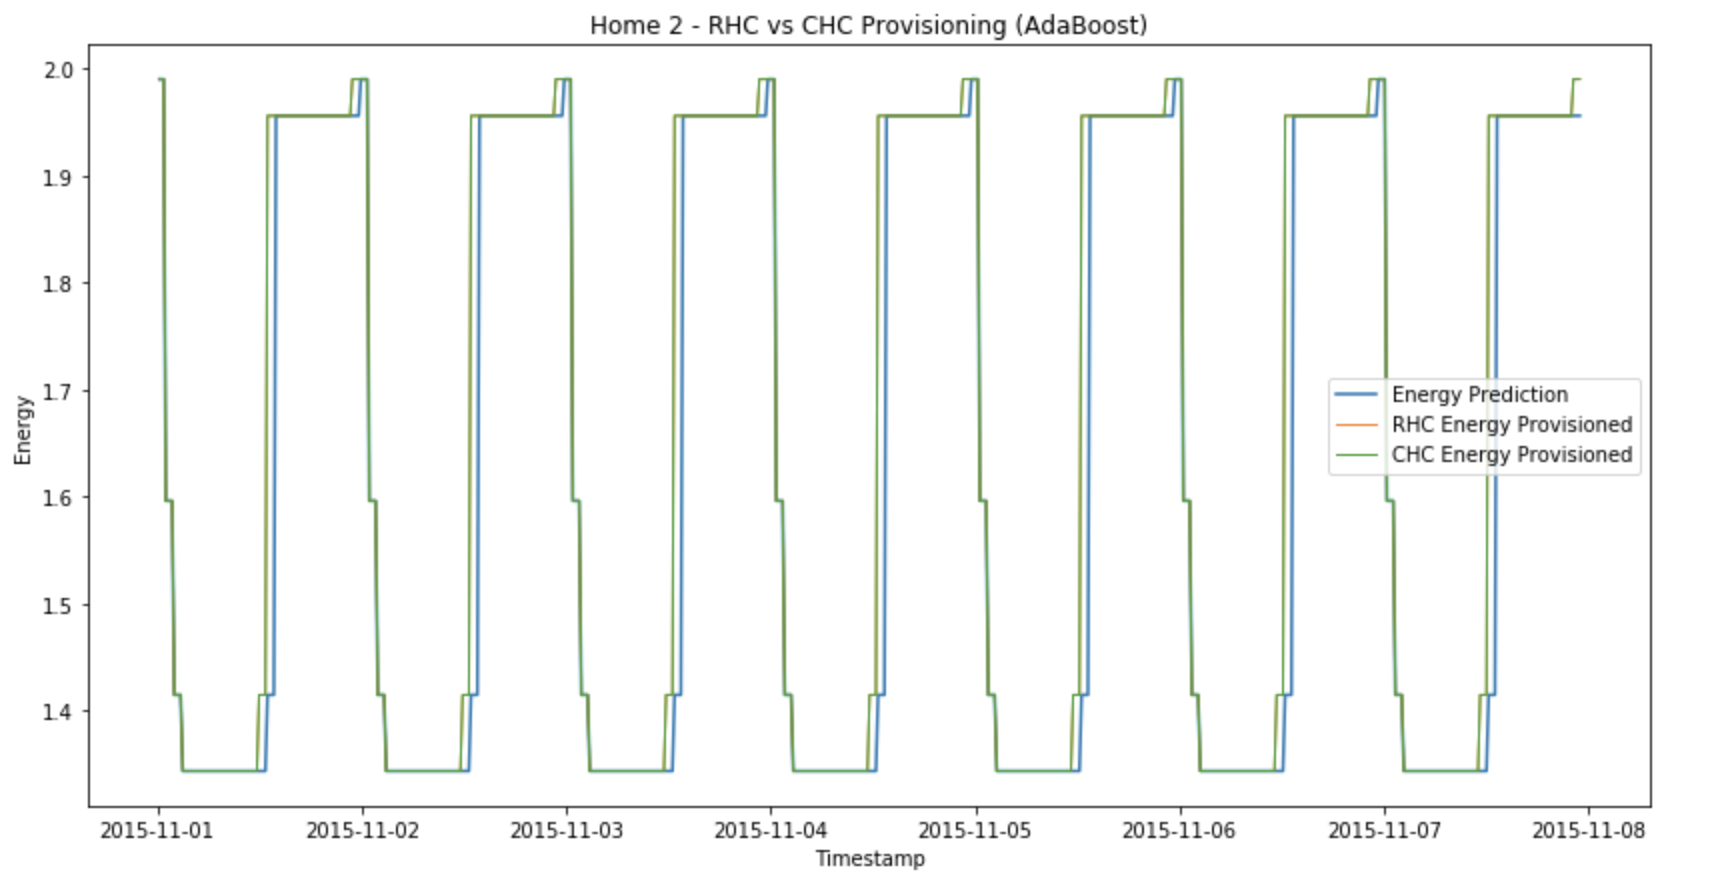 Home 2 - RHC vs CHC Provisioning (AdaBoost)
2.0
1.9
1.8
1.7
1.6
1.5
1.4
Energy
Energy Prediction
RHC Energy Provisioned
CHC Energy Provisioned
2015-11-01 2015-11-02 2015-11-03 2015-11-04 2015-11-05 2015-11-06 2015-11-07 2015-11-08
Timestamp